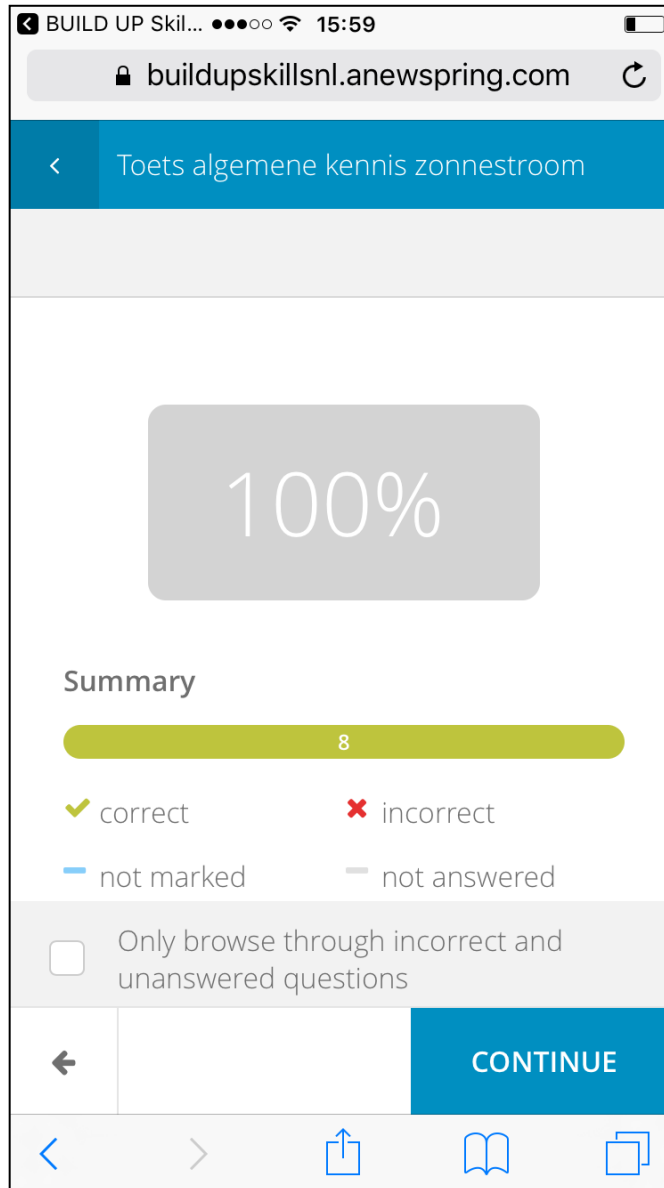 BUILD UP Skil... 15:59
buildupskillsnl.anewspring.com
Toets algemene kennis zonnestroom
100%
Summary
8
correct incorrect
not marked not answered
Only browse through incorrect and
unanswered questions
CONTINUE